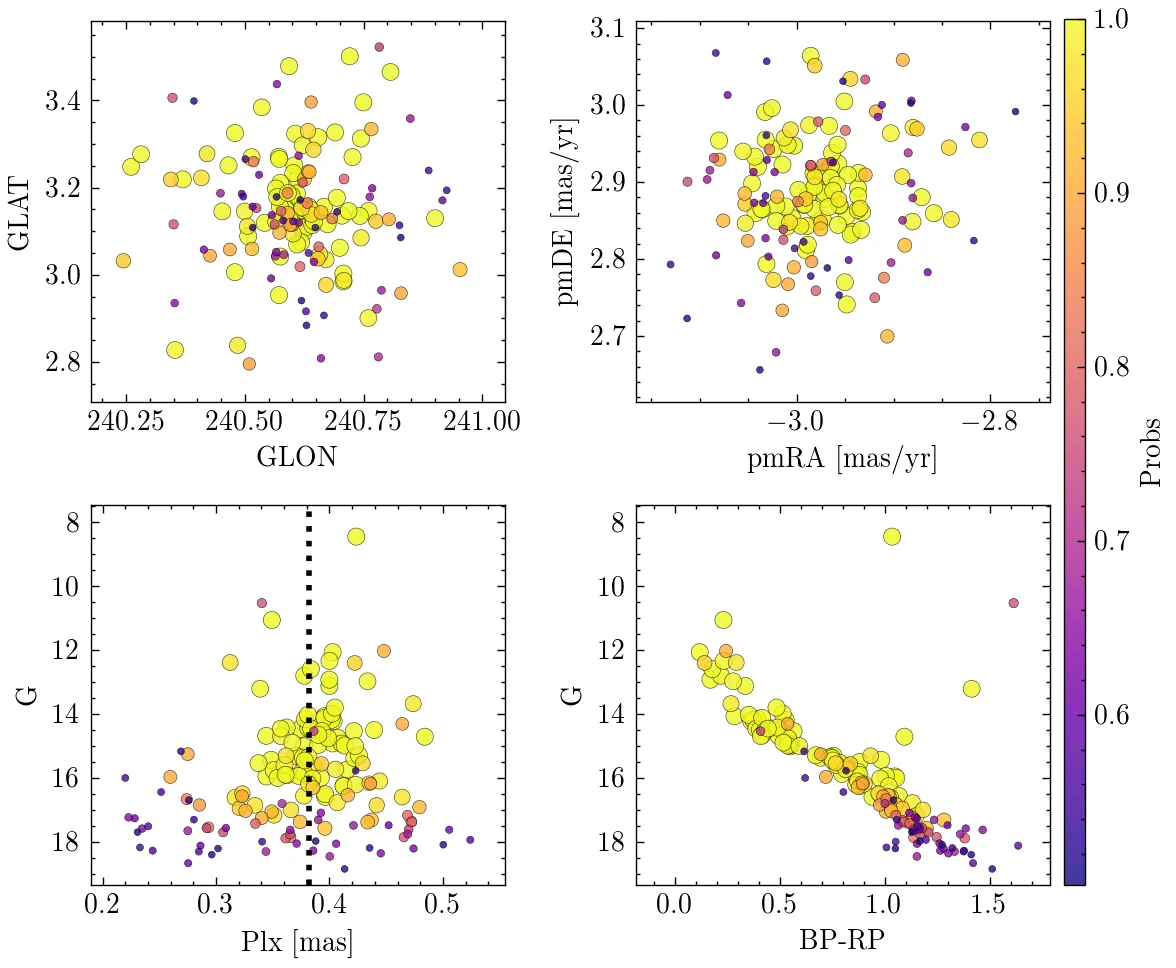 3.4
3.2
3.0
2.8
GLAT
240.25 240.50 240.75 241.00
GLON
3.1
3.0
2.9
2.8
2.7
pmDE [mas/yr]
−3.0 −2.8
pmRA [mas/yr]
1.0
0.9
0.8
0.7
0.6
Probs
8
10
12
14
16
18
G
0.2 0.3 0.4 0.5
Plx [mas]
8
10
12
14
16
18
G
0.0 0.5 1.0 1.5
BP-RP